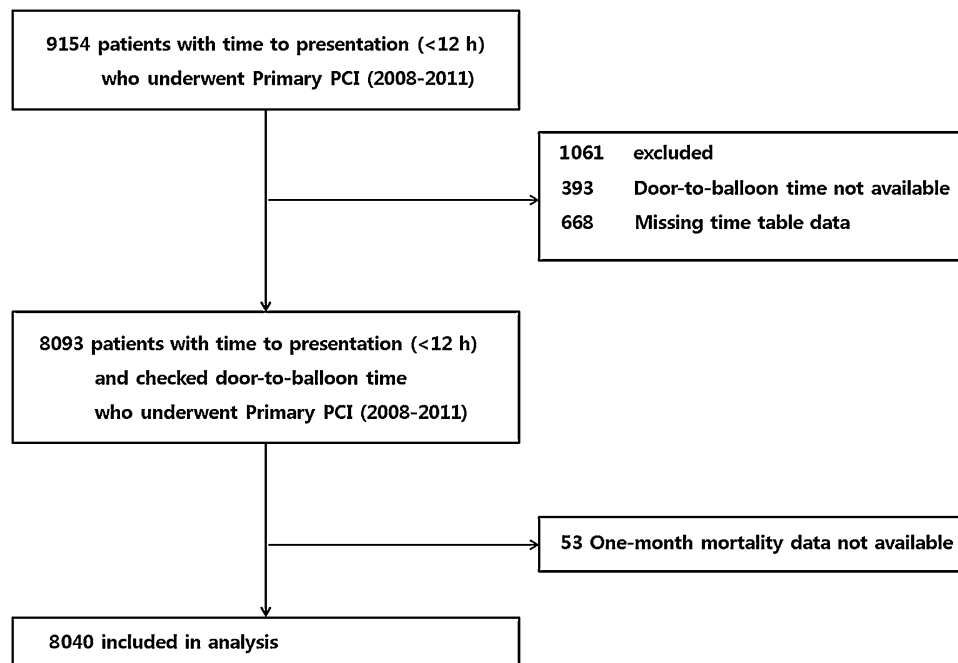 9154 patients with time to presentation (<12 h)
who underwent Primary PCI (2008-2011)
1061 excluded
393 Door-to-balloon time not available
668 Missing time table data
8093 patients with time to presentation (<12 h)
and checked door-to-balloon time
who underwent Primary PCI (2008-2011)
53 One-month mortality data not available
8040 included in analysis